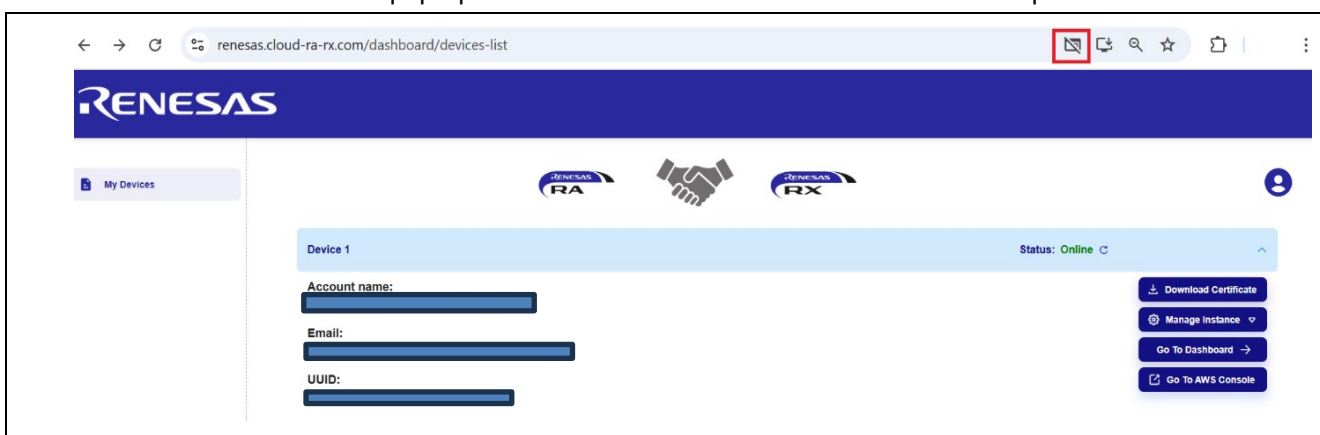 renesas.cloud-ra-rx.com/dashboard/devices-list
RENESAS
My Devices
RENESAS
RA
RENESAS
RX
Device 1
Status: Online
Account name:
Download Certificate
Manage Instance
Email:
Go To Dashboard
UUID:
Go To AWS Console